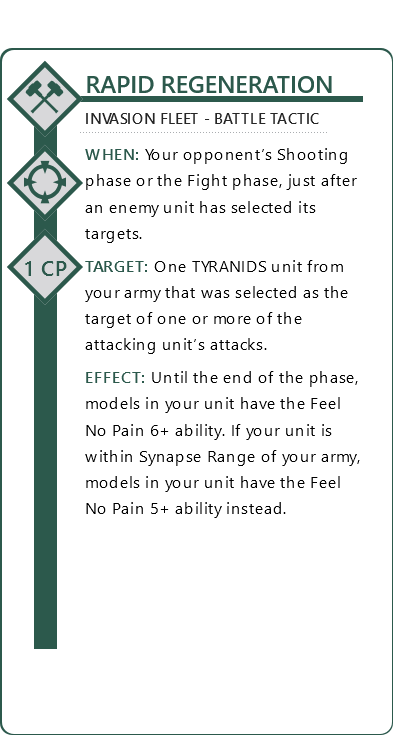 RAPID REGENERATION
INVASION FLEET - BATTLE TACTIC
WHEN: Your opponent's Shooting
phase or the Fight phase, just after
an enemy unit has selected its
targets.
1 CP
TARGET: One TYRANIDS unit from
your army that was selected as the
target of one or more of the
attacking unit's attacks.
EFFECT: Until the end of the phase,
models in your unit have the Feel
No Pain 6+ ability. If your unit is
within Synapse Range of your army,
models in your unit have the Feel
No Pain 5+ ability instead.